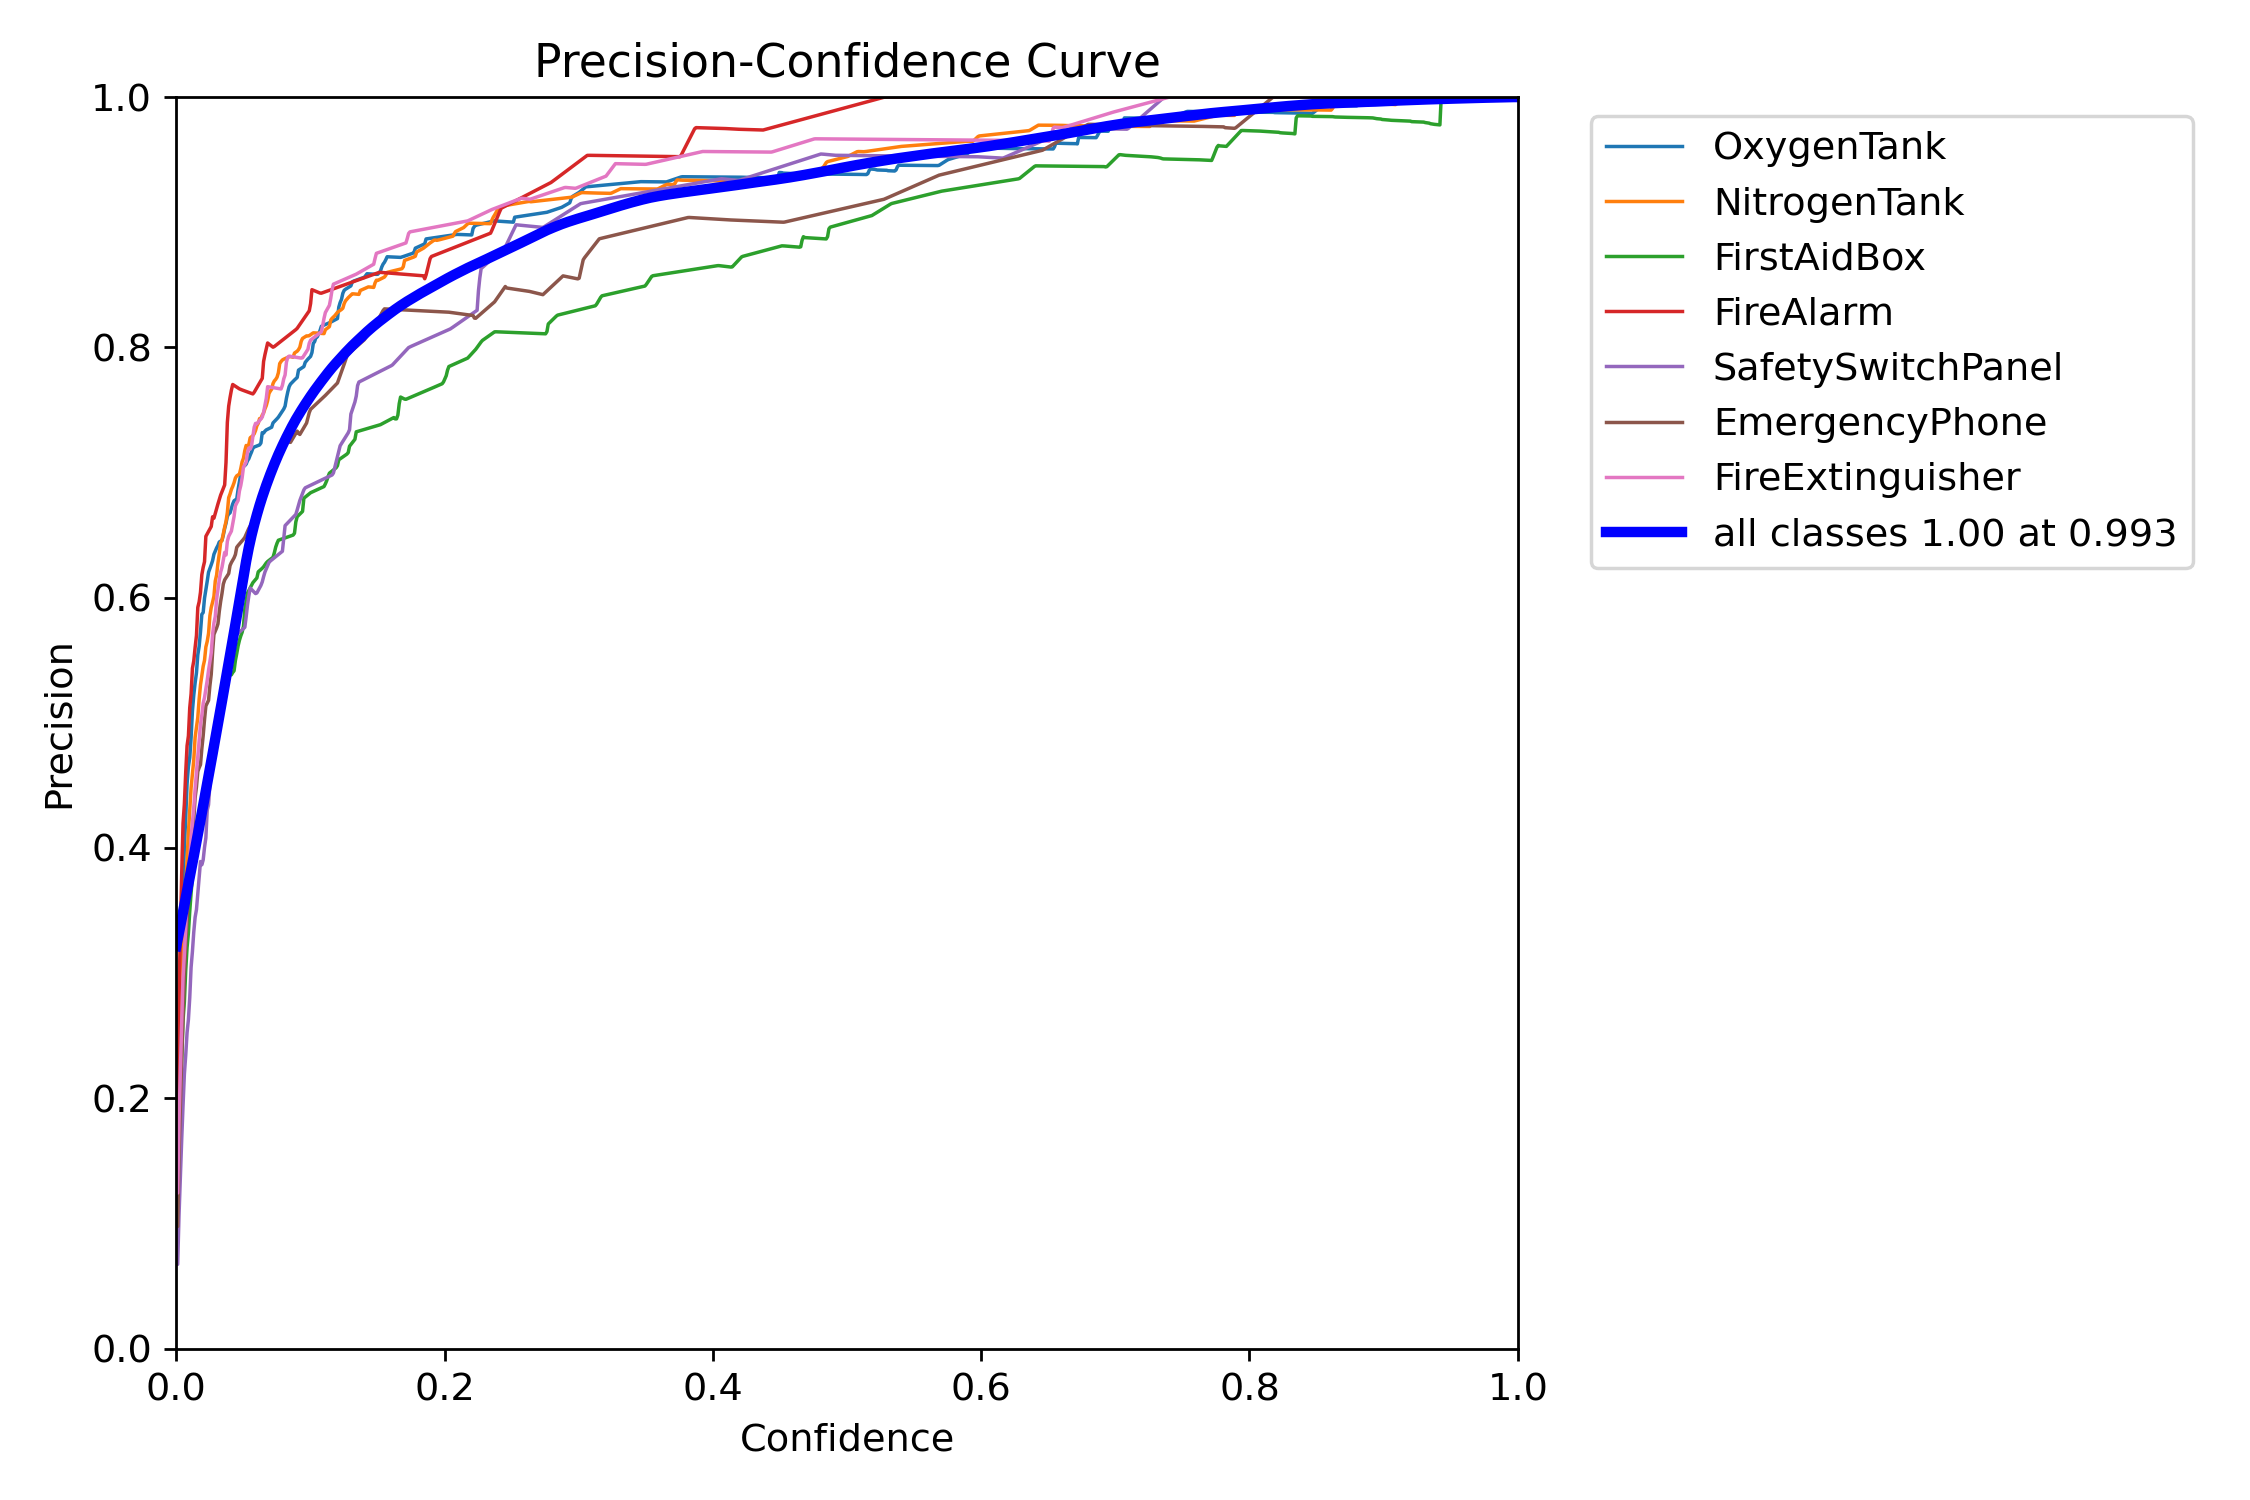 Precision-Confidence Curve
1.0
0.8
0.6
0.4
0.2
0.0
Precision
0.0 0.2 0.4 0.6 0.8 1.0
Confidence
OxygenTank
NitrogenTank
FirstAidBox
FireAlarm
SafetySwitchPanel
EmergencyPhone
FireExtinguisher
all classes 1.00 at 0.993